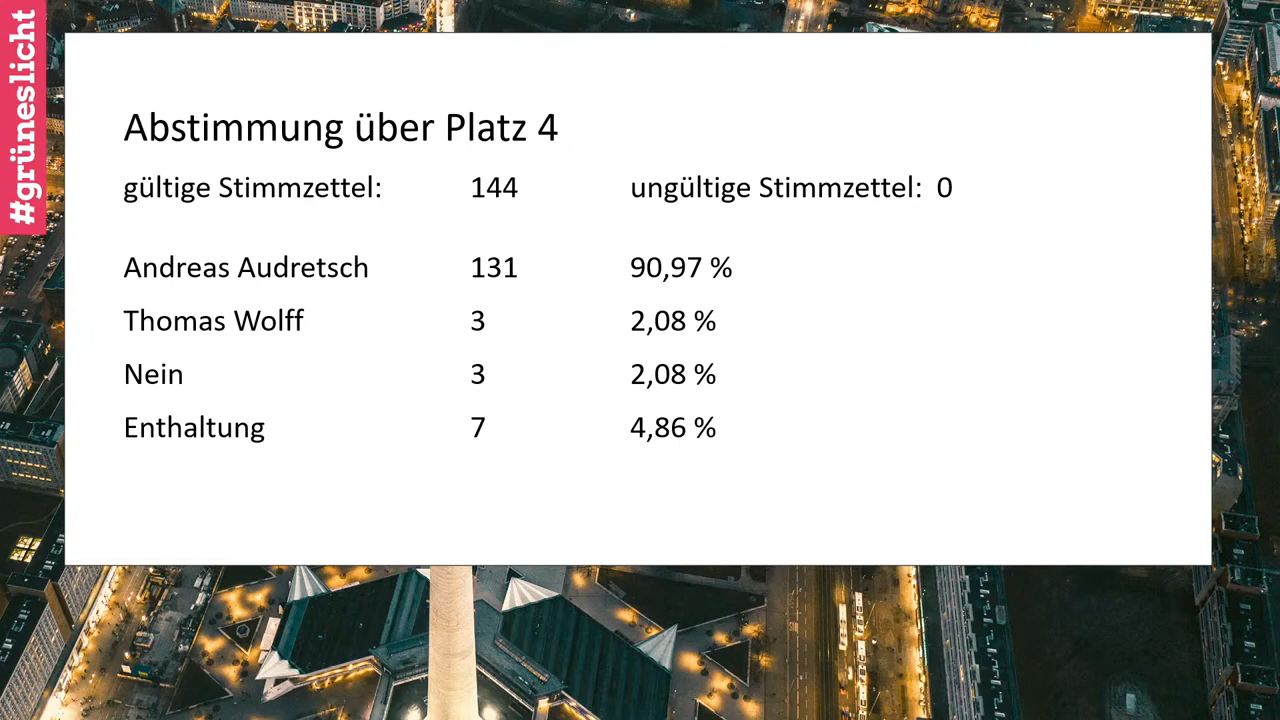 #grüneslicht
Abstimmung über Platz 4
gültige Stimmzettel: 144 ungültige Stimmzettel: 0
Andreas Audretsch 131 90,97 %
Thomas Wolff 3 2,08 %
Nein 3 2,08 %
Enthaltung 7 4,86 %